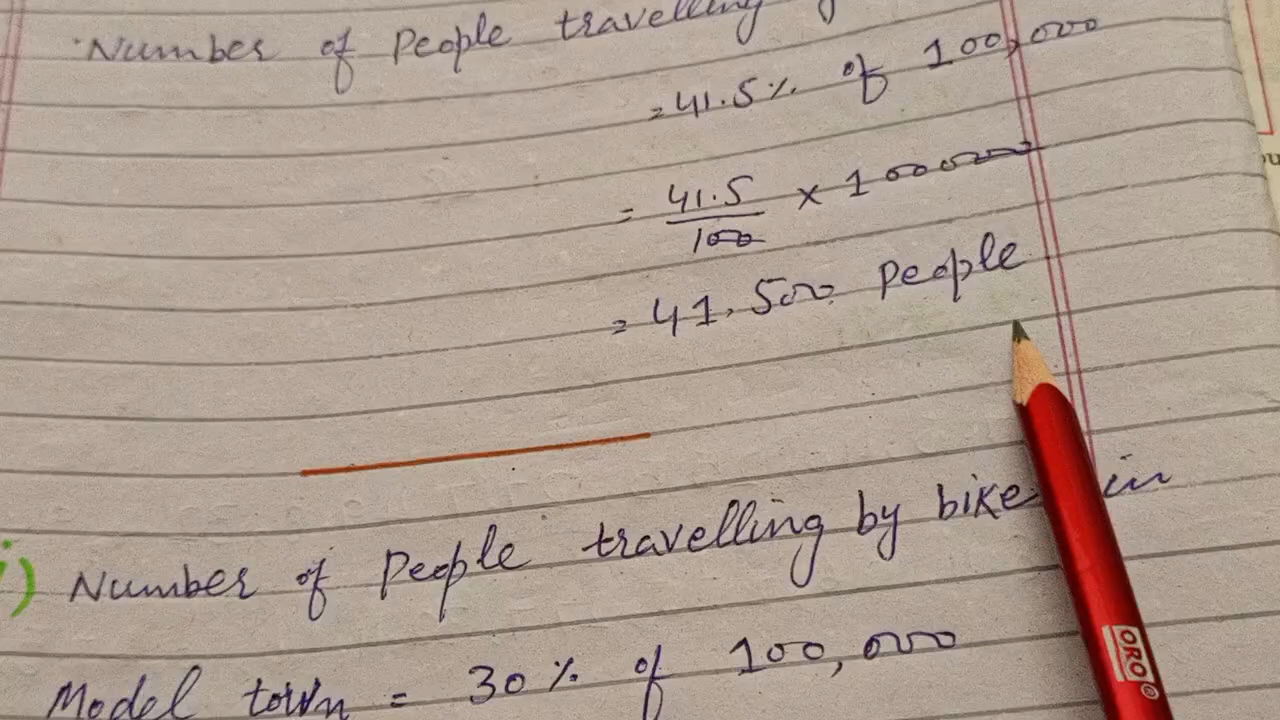 Number of People travelling
= 41.5% of 100,000
= 41.5/100 × 100000
= 41,500 People
i) Number of People travelling by bike in
Model town = 30% of 100,000
ORO